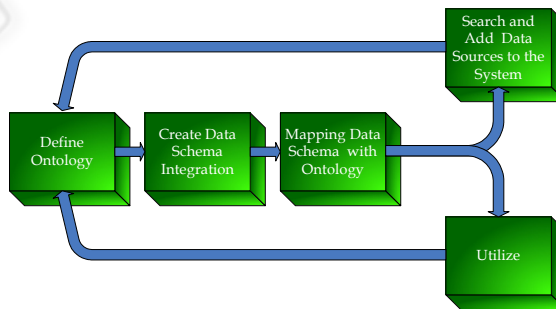 Search and
Add Data
Sources to the
System
Define
Ontology
Create Data
Schema
Integration
Mapping Data
Schema with
Ontology
Utilize